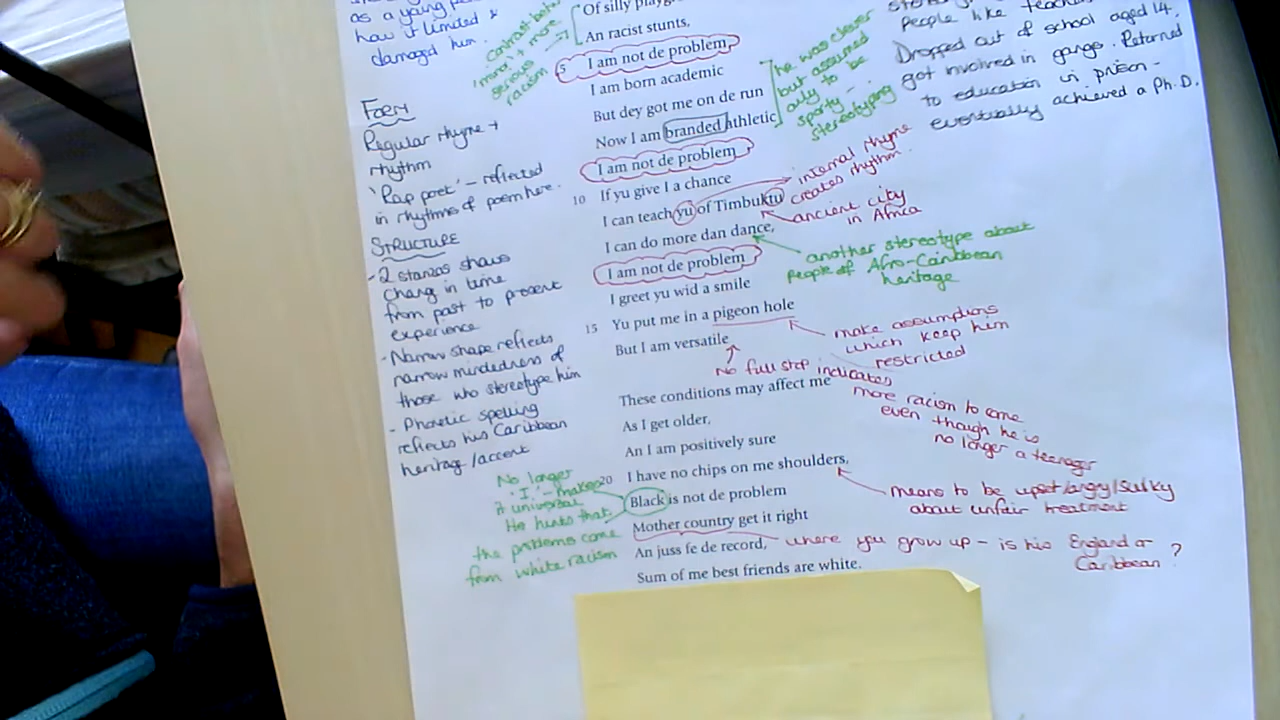 as a young pe
how it limited &
damaged him
contrast betw
'minor' & more
serious
racism
Of silly playg
An racist stunts,
5 I am not de problem
I am born academic
But dey got me on de run
Now I am branded athletic
I am not de problem
10 If yu give I a chance
I can teach yu of Timbuktu
I can do more dan dance,
I am not de problem
I greet yu wid a smile
15 Yu put me in a pigeon hole
But I am versatile
These conditions may affect me
As I get older,
An I am positively sure
20 I have no chips on me shoulders,
Black is not de problem
Mother country get it right
An juss fe de record,
Sum of me best friends are white.
he was clever
but assumed
only to be
sporty –
stereotyping
people like teache
Dropped out of school aged 14,
got involved in gangs. Returned
to education in prison –
eventually achieved a Ph.D.
FORM
Regular rhyme +
rhythm
'Rap poet' – reflected
in rhythms of poem here.
STRUCTURE
- 2 stanzas shows
change in time
from past to present
experience
- Narrow shape reflects
narrow mindedness of
those who stereotype him
- Phonetic spelling
reflects his Caribbean
heritage/accent
internal rhyme
creates rhythm.
ancient city
in Africa
another stereotype about
people of Afro-Caribbean
heritage
make assumptions
which keep him
restricted
No full stop indicates
more racism to come
even though he is
no longer a teenager
means to be upset/angry/sulky
about unfair treatment
No longer
'I' – makes
it universal
He hints that
the problems come
from white racism
where you grow up – is his England or
Caribbean ?